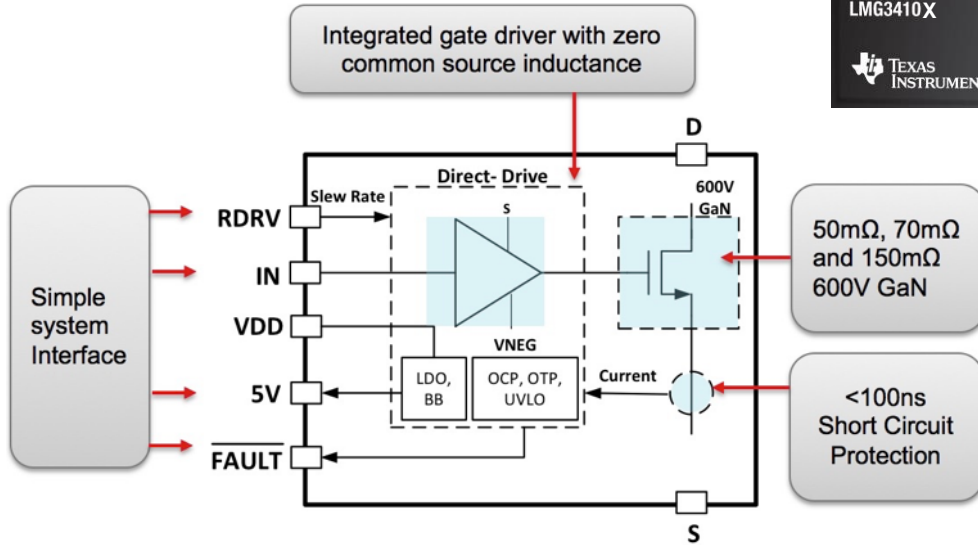 LMG3410X
TEXAS
Integrated gate driver with zero
common source inductance
D
Direct- Drive
Slew Rate
600V
GaN
S
RDRV
IN
VDD
5V
FAULT
Simple
system
Interface
VNEG
LDO,
BB
OCP, OTP,
UVLO
Current
50mΩ, 70mΩ
and 150mΩ
600V GaN
<100ns
Short Circuit
Protection
S